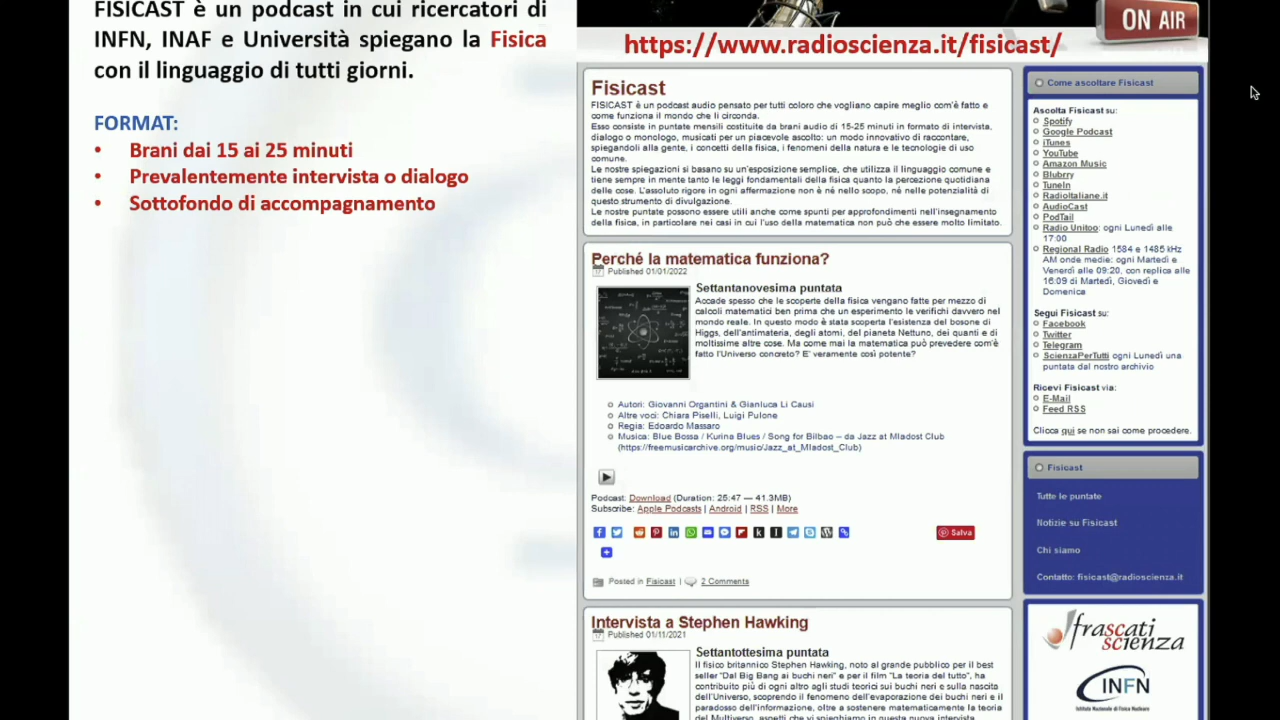 FISICAST è un podcast in cui ricercatori di
INFN, INAF e Università spiegano la Fisica
con il linguaggio di tutti giorni.
FORMAT:
• Brani dai 15 ai 25 minuti
• Prevalentemente intervista o dialogo
• Sottofondo di accompagnamento
ON AIR
https://www.radioscienza.it/fisicast/
Fisicast
FISICAST è un podcast audio pensato per tutti coloro che vogliano capire meglio com'è fatto e
come funziona il mondo che li circonda.
Esso consiste in puntate mensili costituite da brani audio di 15-25 minuti in formato di intervista,
dialogo o monologo, musicati per un piacevole ascolto: un modo innovativo di raccontare,
spiegandoli alla gente, i concetti della fisica, i fenomeni della natura e le tecnologie di uso
comune.
Le nostre spiegazioni si basano su un'esposizione semplice, che utilizza il linguaggio comune e
tiene sempre in mente tanto le leggi fondamentali della fisica quanto la percezione quotidiana
delle cose. L'assoluto rigore in ogni affermazione non è né nello scopo, né nelle potenzialità di
questo strumento di divulgazione.
Le nostre puntate possono essere utili anche come spunti per approfondimenti nell'insegnamento
della fisica, in particolare nei casi in cui l'uso della matematica non può che essere molto limitato.
Perché la matematica funziona?
Published 01/01/2022
Settantanovesima puntata
Accade spesso che le scoperte della fisica vengano fatte per mezzo di
calcoli matematici ben prima che un esperimento le verifichi davvero nel
mondo reale. In questo modo è stata scoperta l'esistenza del bosone di
Higgs, dell'antimateria, degli atomi, del pianeta Nettuno, dei quanti e di
moltissime altre cose. Ma come mai la matematica può prevedere com'è
fatto l'Universo concreto? E' veramente così potente?
Autori: Giovanni Organtini & Gianluca Li Causi
Altre voci: Chiara Piselli, Luigi Pulone
Regia: Edoardo Massaro
Musica: Blue Bossa / Kurina Blues / Song for Bilbao – da Jazz at Mladost Club
(https://freemusicarchive.org/music/Jazz_at_Mladost_Club)
Podcast: Download (Duration: 25:47 — 41.3MB)
Subscribe: Apple Podcasts | Android | RSS | More
Salva
Posted in Fisicast | 2 Comments
Intervista a Stephen Hawking
Published 01/11/2021
Settantottesima puntata
Il fisico britannico Stephen Hawking, noto al grande pubblico per il best
seller "Dal Big Bang ai buchi neri" e per il film "La teoria del tutto", ha
contribuito più di ogni altro agli studi teorici sui buchi neri e sulla nascita
dell'Universo, scoprendo il fenomeno dell'evaporazione dei buchi neri e il
paradosso dell'informazione, oltre a sostenere matematicamente la teoria
del Multiverso, aspetti che vi spieghiamo in questa nuova intervista
Come ascoltare Fisicast
Ascolta Fisicast su:
Spotify
Google Podcast
iTunes
YouTube
Amazon Music
Blubrry
TuneIn
RadioItaliane.it
AudioCast
PodTail
Radio Unitoo: ogni Lunedì alle
17:00
Regional Radio 1584 e 1485 kHz
AM onde medie: ogni Martedì e
Venerdì alle 09:20, con replica alle
16:09 di Martedì, Giovedì e
Domenica
Segui Fisicast su:
Facebook
Twitter
Telegram
ScienzaPerTutti ogni Lunedì una
puntata dal nostro archivio
Ricevi Fisicast via:
E-Mail
Feed RSS
Clicca qui se non sai come procedere.
Fisicast
Tutte le puntate
Notizie su Fisicast
Chi siamo
Contatto: fisicast@radioscienza.it
frascati
scienza
INFN
Istituto Nazionale di Fisica Nucleare